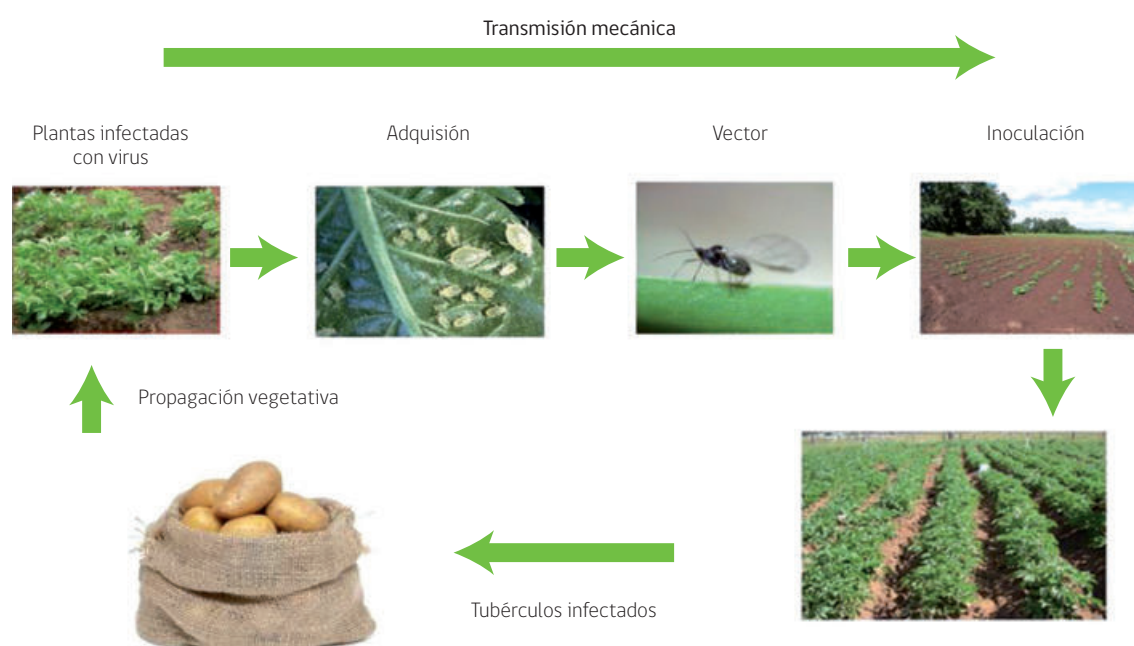 Transmisión mecánica
Plantas infectadas
con virus
Adquisión
Vector
Inoculación
Propagación vegetativa
Tubérculos infectados